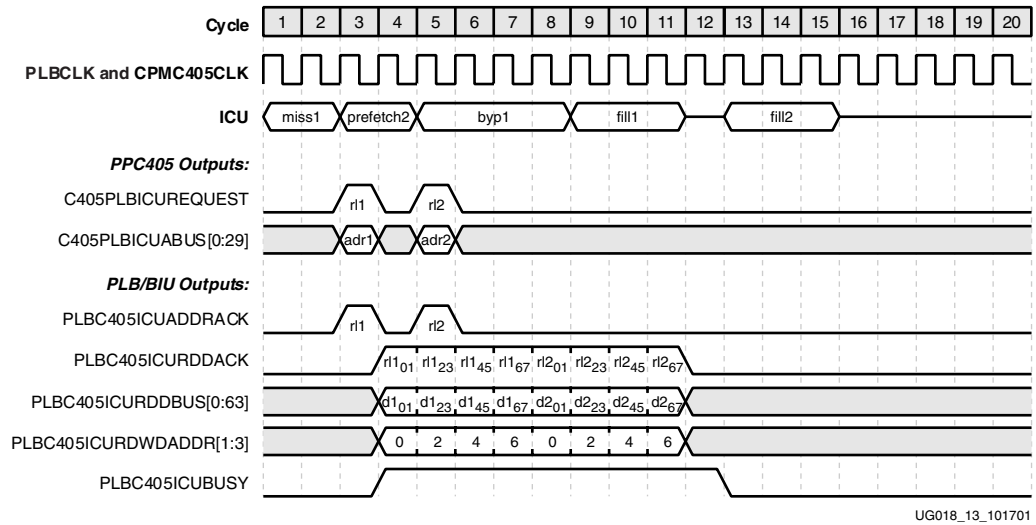 Cycle 1 2 3 4 5 6 7 8 9 10 11 12 13 14 15 16 17 18 19 20
PLBCLK and CPMC405CLK
ICU miss1 prefetch2 byp1 fill1 fill2
PPC405 Outputs:
C405PLBICUREQUEST rl1 rl2
C405PLBICUABUS[0:29] adr1 adr2
PLB/BIU Outputs:
PLBC405ICUADDRACK rl1 rl2
PLBC405ICURDDACK rl1₀₁ rl1₂₃ rl1₄₅ rl1₆₇ rl2₀₁ rl2₂₃ rl2₄₅ rl2₆₇
PLBC405ICURDDBUS[0:63] d1₀₁ d1₂₃ d1₄₅ d1₆₇ d2₀₁ d2₂₃ d2₄₅ d2₆₇
PLBC405ICURDWDADDR[1:3] 0 2 4 6 0 2 4 6
PLBC405ICUBUSY
UG018_13_101701